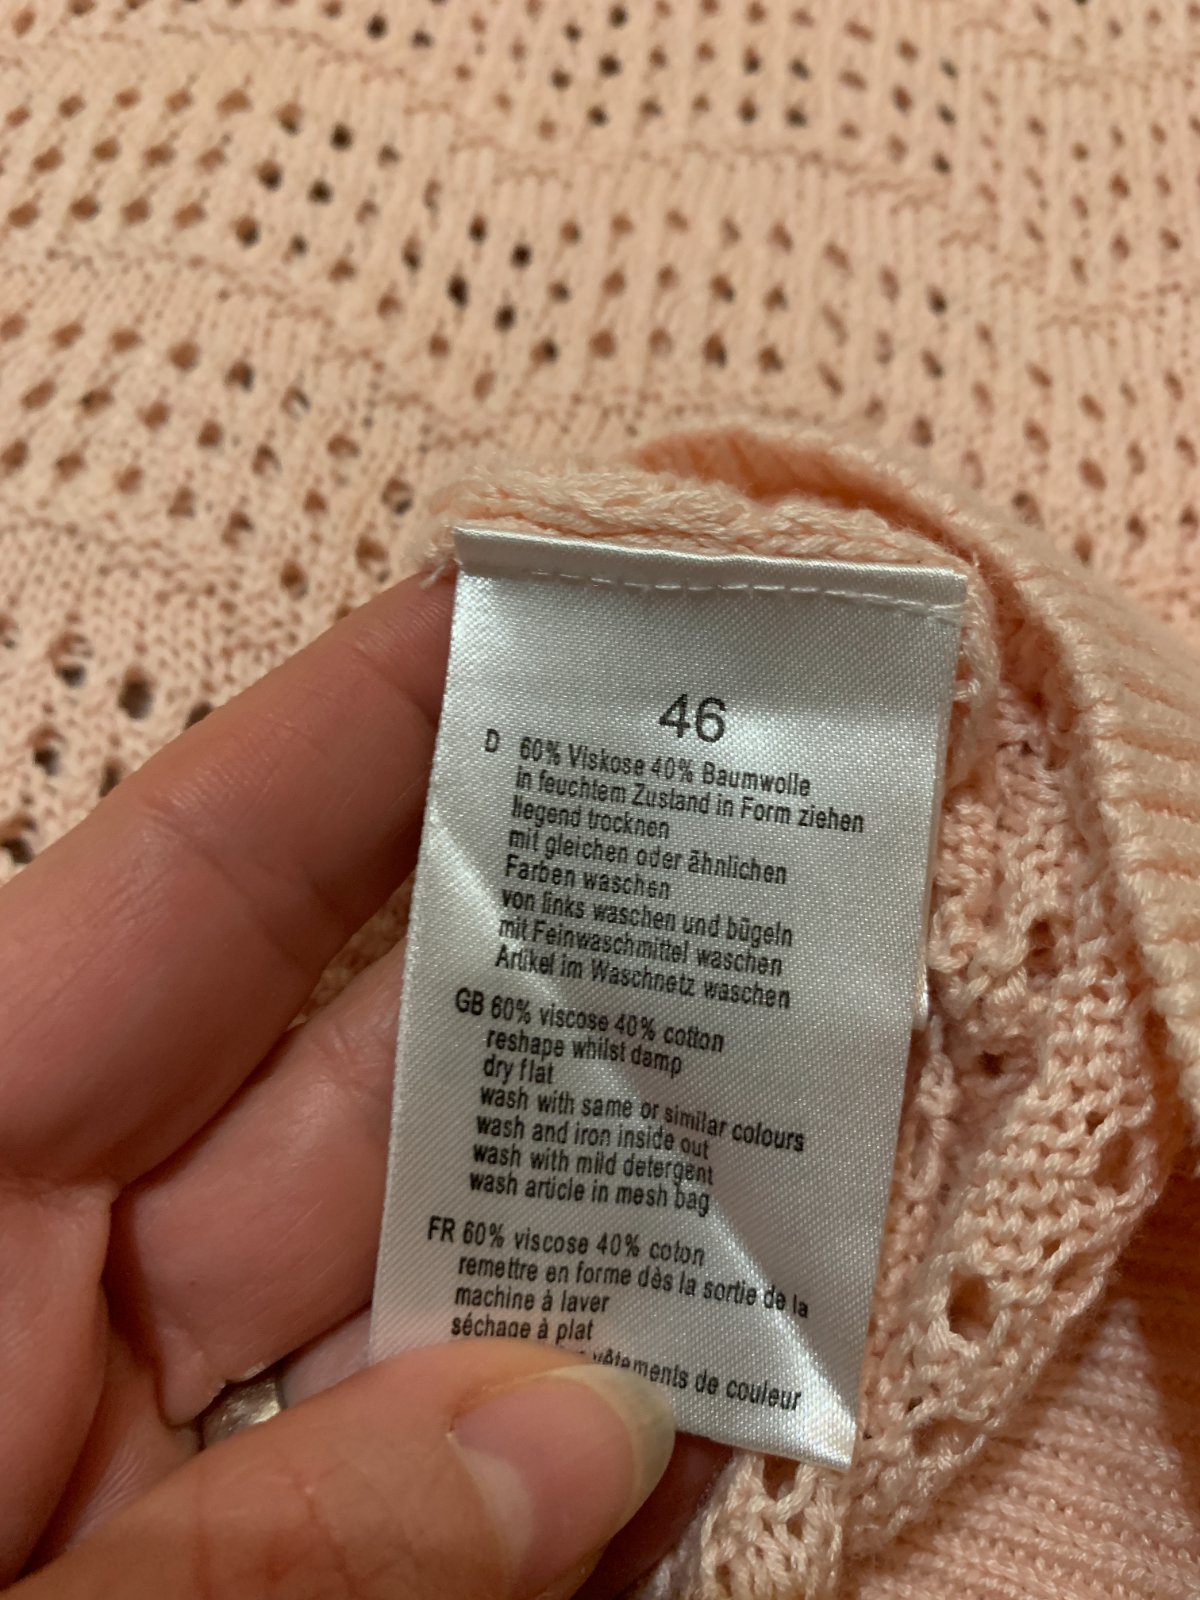 46
D 60% Viskose 40% Baumwolle
in feuchtem Zustand in Form ziehen
liegend trocknen
mit gleichen oder ähnlichen
Farben waschen
von links waschen und bügeln
mit Feinwaschmittel waschen
Artikel im Waschnetz waschen
GB 60% viscose 40% cotton
reshape whilst damp
dry flat
wash with same or similar colours
wash and iron inside out
wash with mild detergent
wash article in mesh bag
FR 60% viscose 40% coton
remettre en forme dès la sortie de la
machine à laver
séchage à plat
vêtements de couleur